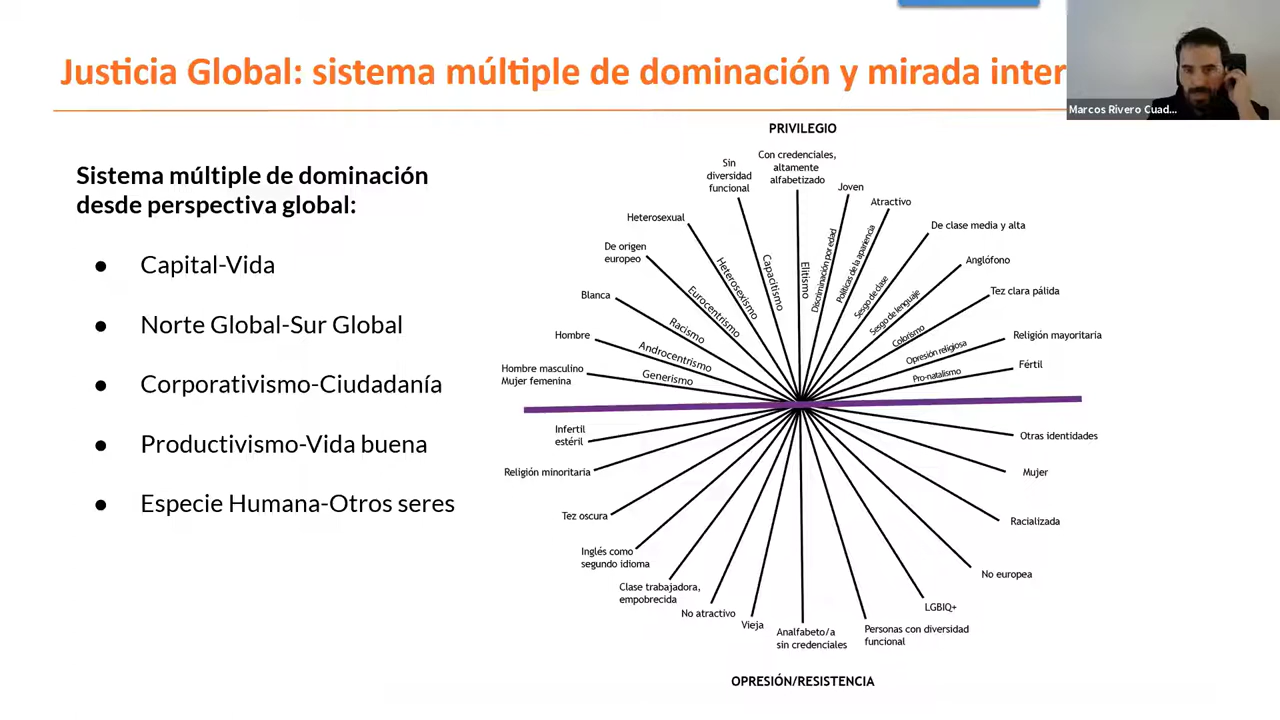 Justicia Global: sistema múltiple de dominación y mirada inter
Marcos Rivero Cuad...
Sistema múltiple de dominación
desde perspectiva global:
● Capital-Vida
● Norte Global-Sur Global
● Corporativismo-Ciudadanía
● Productivismo-Vida buena
● Especie Humana-Otros seres
PRIVILEGIO
Hombre masculino
Mujer femenina
Hombre
Blanca
De origen
europeo
Heterosexual
Sin
diversidad
funcional
Con credenciales,
altamente
alfabetizado
Joven
Atractivo
De clase media y alta
Anglófono
Tez clara pálida
Religión mayoritaria
Fértil
Generismo
Androcentrismo
Racismo
Eurocentrismo
Heterosexismo
Capacitismo
Elitismo
Discriminación por edad
Políticas de la apariencia
Sesgo de clase
Sesgo de lenguaje
Colorismo
Opresión religiosa
Pro-natalismo
Infertil
estéril
Religión minoritaria
Tez oscura
Inglés como
segundo idioma
Clase trabajadora,
empobrecida
No atractivo
Vieja
Analfabeto/a
sin credenciales
Personas con diversidad
funcional
LGBIQ+
No europea
Racializada
Mujer
Otras identidades
OPRESIÓN/RESISTENCIA